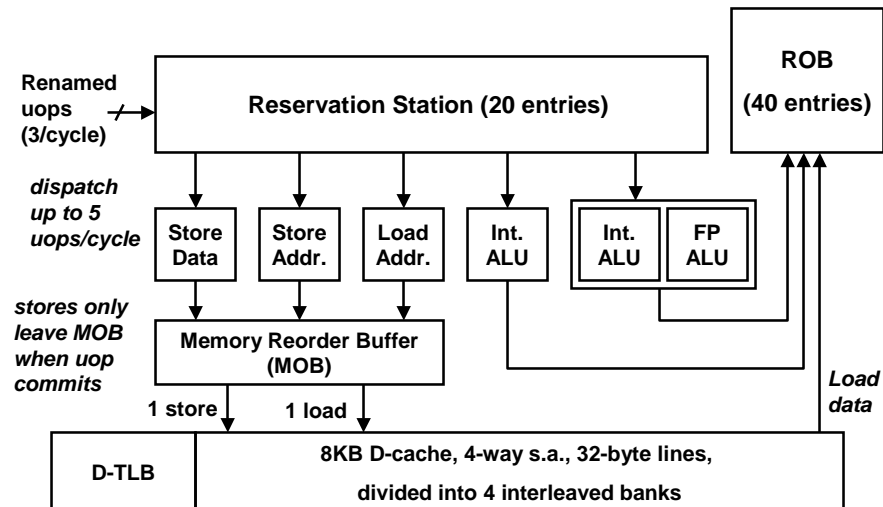 Renamed
uops
(3/cycle)
Reservation Station (20 entries)
ROB
(40 entries)
dispatch
up to 5
uops/cycle
Store
Data
Store
Addr.
Load
Addr.
Int.
ALU
Int.
ALU
FP
ALU
stores only
leave MOB
when uop
commits
Memory Reorder Buffer
(MOB)
1 store
1 load
Load
data
D-TLB
8KB D-cache, 4-way s.a., 32-byte lines,
divided into 4 interleaved banks